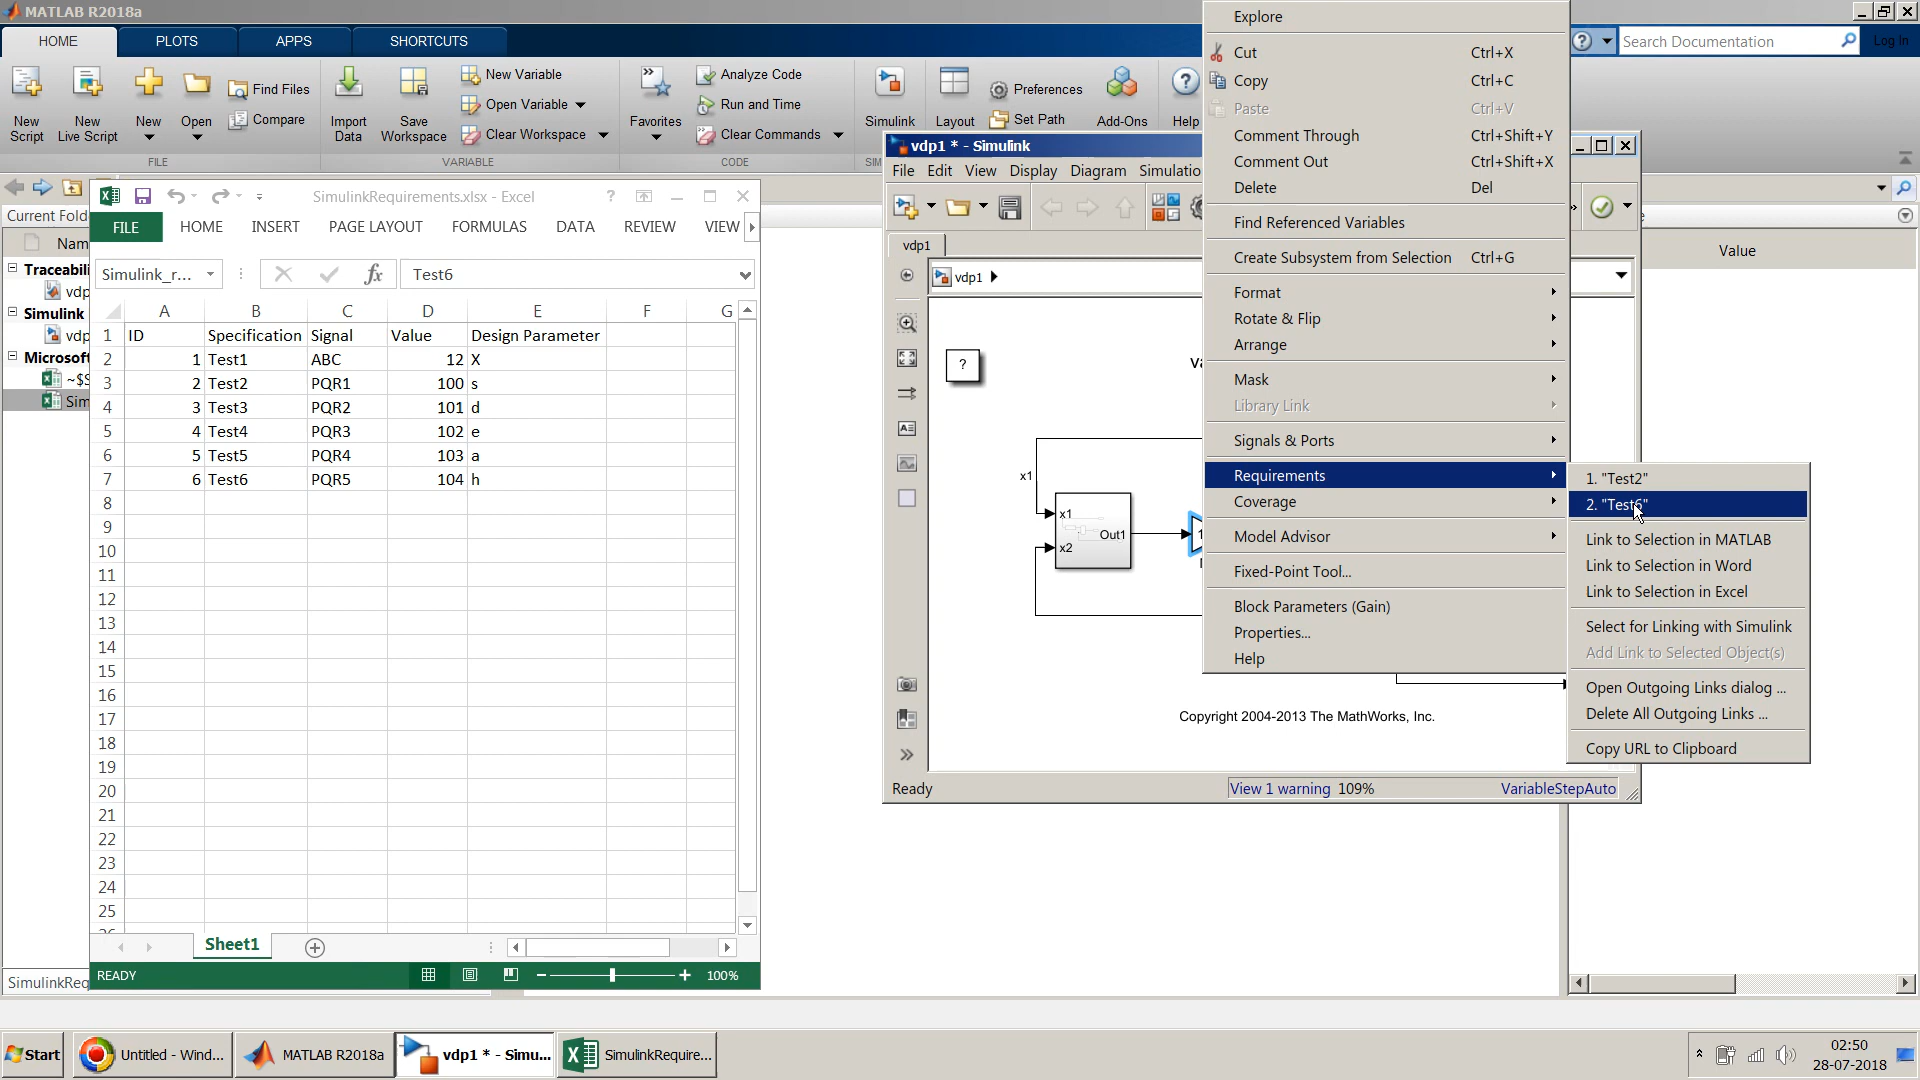 MATLAB R2018a
HOME
PLOTS
APPS
SHORTCUTS
Search Documentation
Log In
New Script
New Live Script
New
Open
Find Files
Compare
Import Data
Save Workspace
New Variable
Open Variable
Clear Workspace
Favorites
Analyze Code
Run and Time
Clear Commands
Simulink
Layout
Preferences
Set Path
Add-Ons
Help
FILE
VARIABLE
CODE
SIM
Current Fold
Nam
Traceabili
vdp
Simulink
vdp
Microsoft
~$S
Sim
SimulinkReq
SimulinkRequirements.xlsx - Excel
FILE
HOME
INSERT
PAGE LAYOUT
FORMULAS
DATA
REVIEW
VIEW
Simulink_r...
fx
Test6
A B C D E F G
1 ID Specification Signal Value Design Parameter
2 1 Test1 ABC 12 X
3 2 Test2 PQR1 100 s
4 3 Test3 PQR2 101 d
5 4 Test4 PQR3 102 e
6 5 Test5 PQR4 103 a
7 6 Test6 PQR5 104 h
8
9
10
11
12
13
14
15
16
17
18
19
20
21
22
23
24
25
26
Sheet1
READY
100%
vdp1 * - Simulink
File Edit View Display Diagram Simulatio
vdp1
vdp1
?
Va
x1
x1
x2
Out1
1
Copyright 2004-2013 The MathWorks, Inc.
Ready
View 1 warning 109%
VariableStepAuto
Value
Explore
Cut Ctrl+X
Copy Ctrl+C
Paste Ctrl+V
Comment Through Ctrl+Shift+Y
Comment Out Ctrl+Shift+X
Delete Del
Find Referenced Variables
Create Subsystem from Selection Ctrl+G
Format
Rotate & Flip
Arrange
Mask
Library Link
Signals & Ports
Requirements
Coverage
Model Advisor
Fixed-Point Tool...
Block Parameters (Gain)
Properties...
Help
1. "Test2"
2. "Test6"
Link to Selection in MATLAB
Link to Selection in Word
Link to Selection in Excel
Select for Linking with Simulink
Add Link to Selected Object(s)
Open Outgoing Links dialog ...
Delete All Outgoing Links ...
Copy URL to Clipboard
Start
Untitled - Wind...
MATLAB R2018a
vdp1 * - Simu...
SimulinkRequire...
02:50
28-07-2018